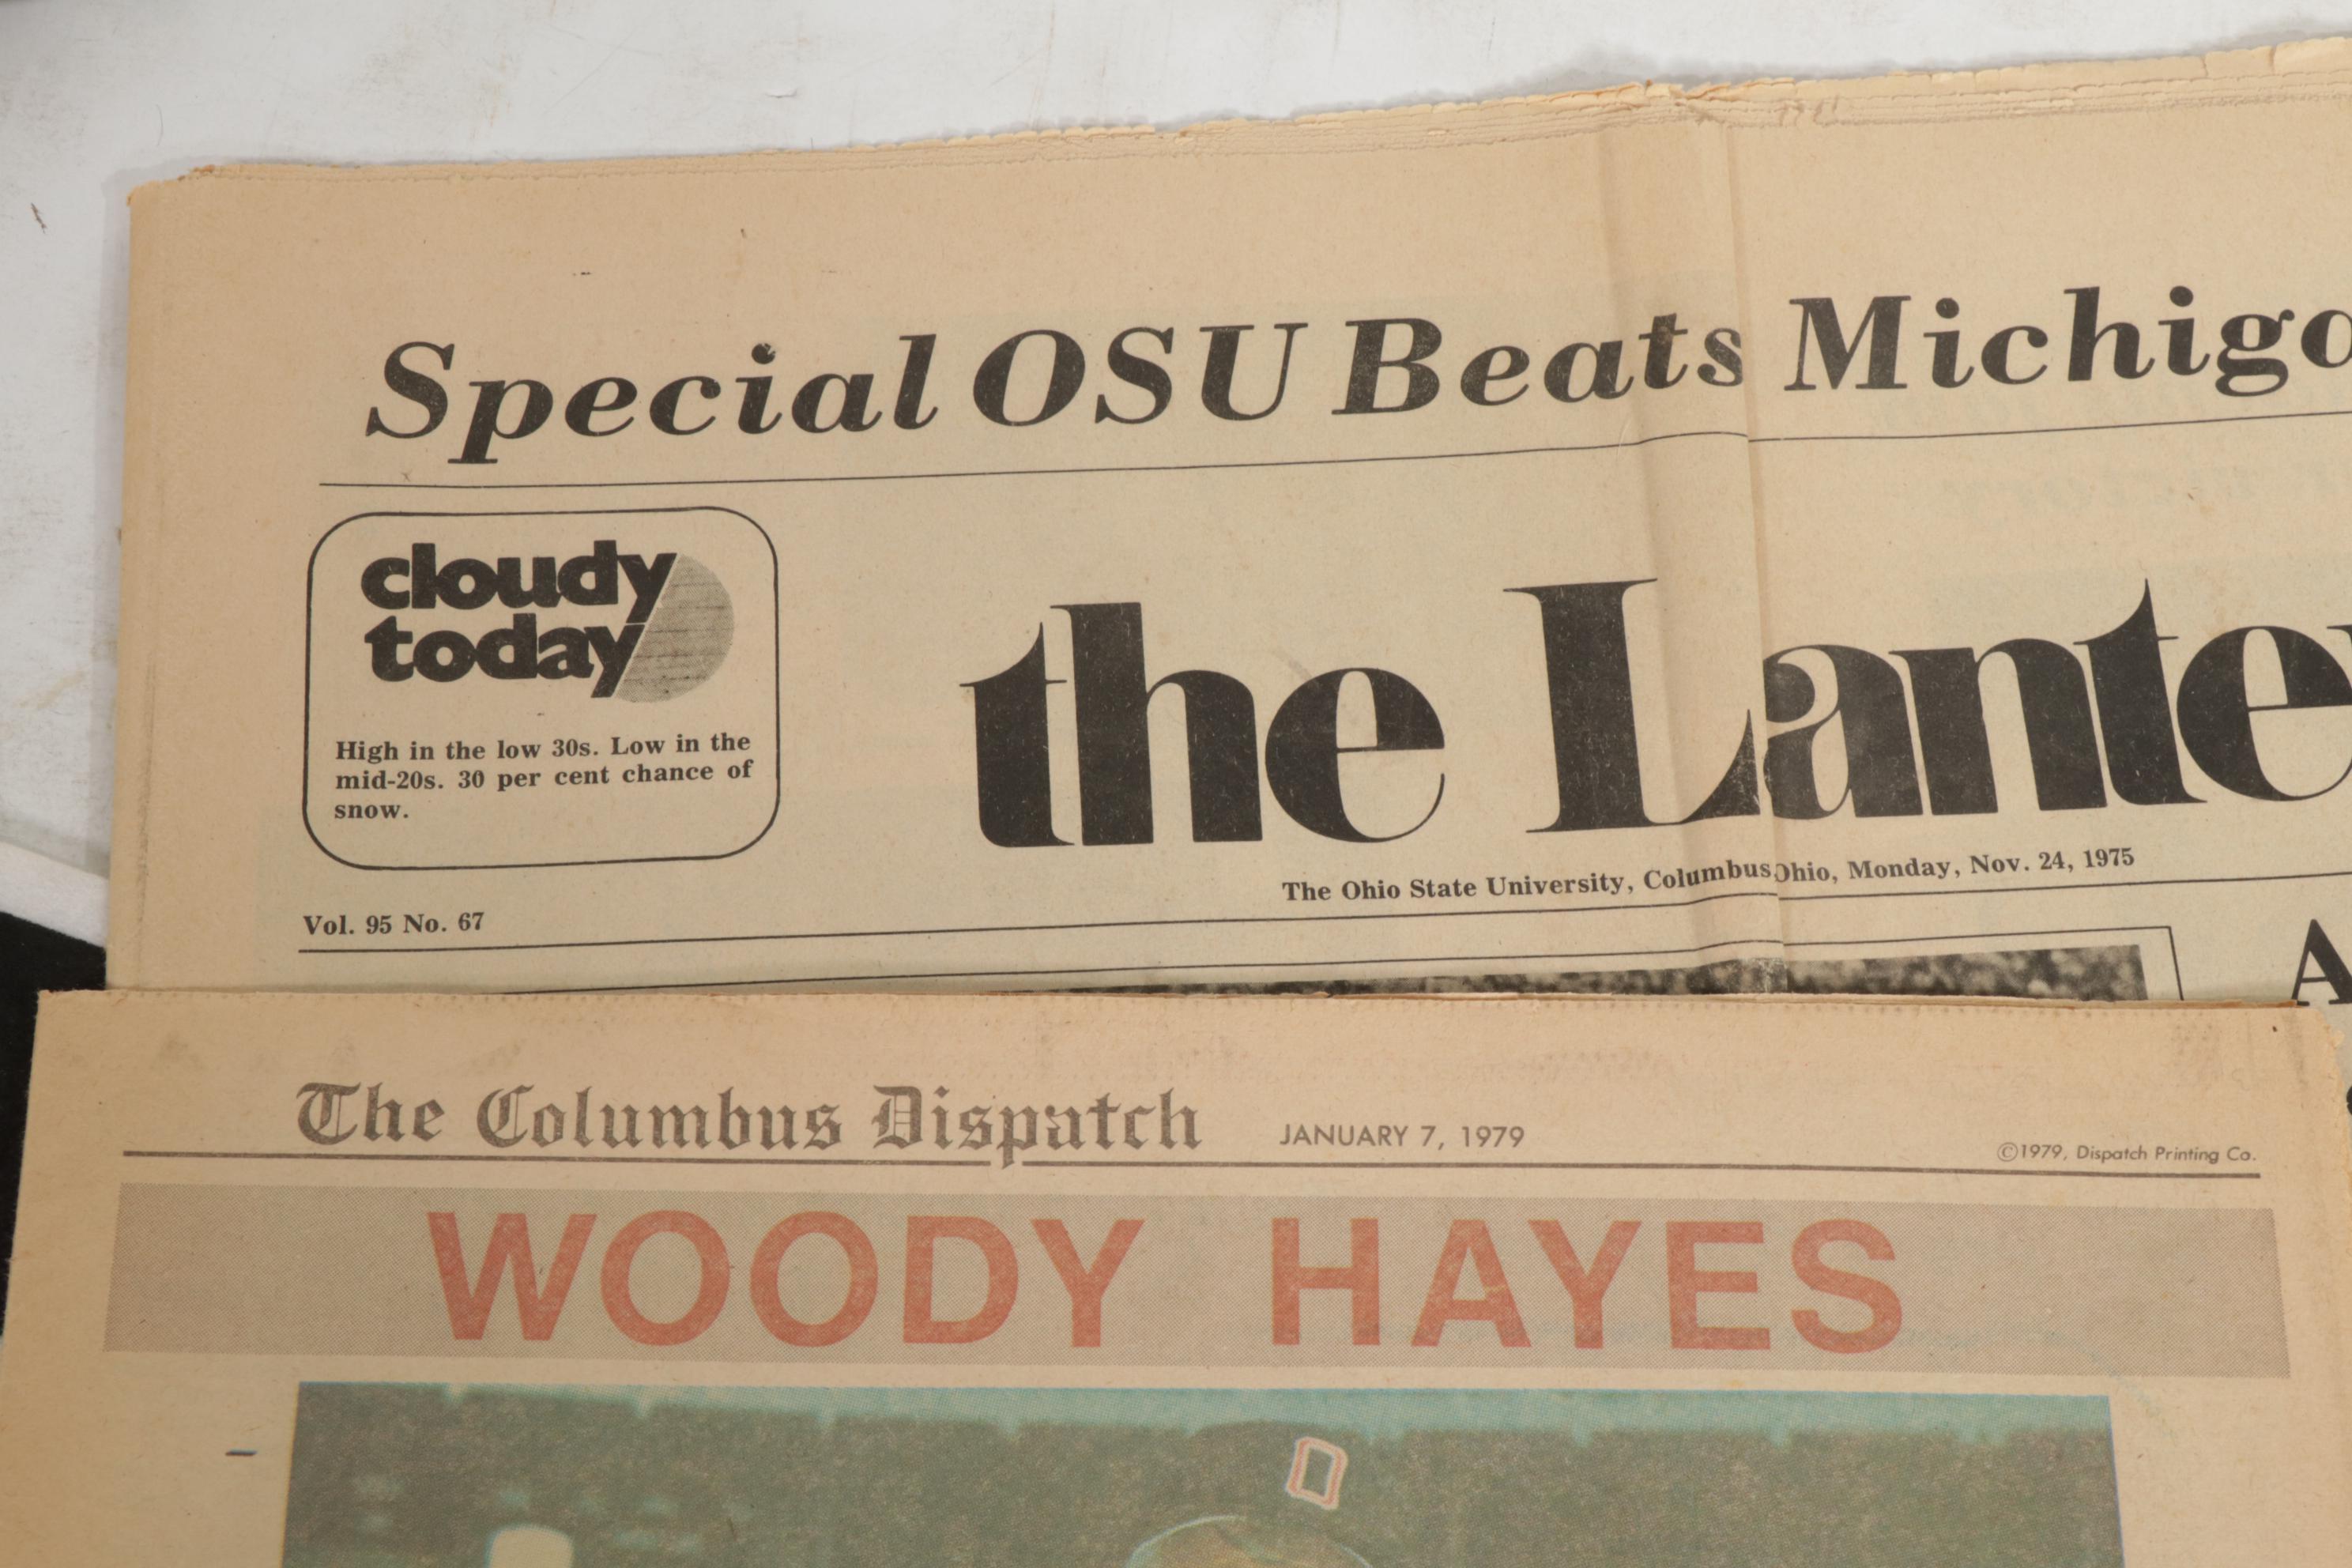 Special OSU Beats Michiga
cloudy
today
High in the low 30s. Low in the
mid-20s. 30 per cent chance of
snow.
the Lante
The Ohio State University, Columbus, Ohio, Monday, Nov. 24, 1975
Vol. 95 No. 67
A
The Columbus Dispatch JANUARY 7, 1979 ©1979, Dispatch Printing Co.
WOODY HAYES